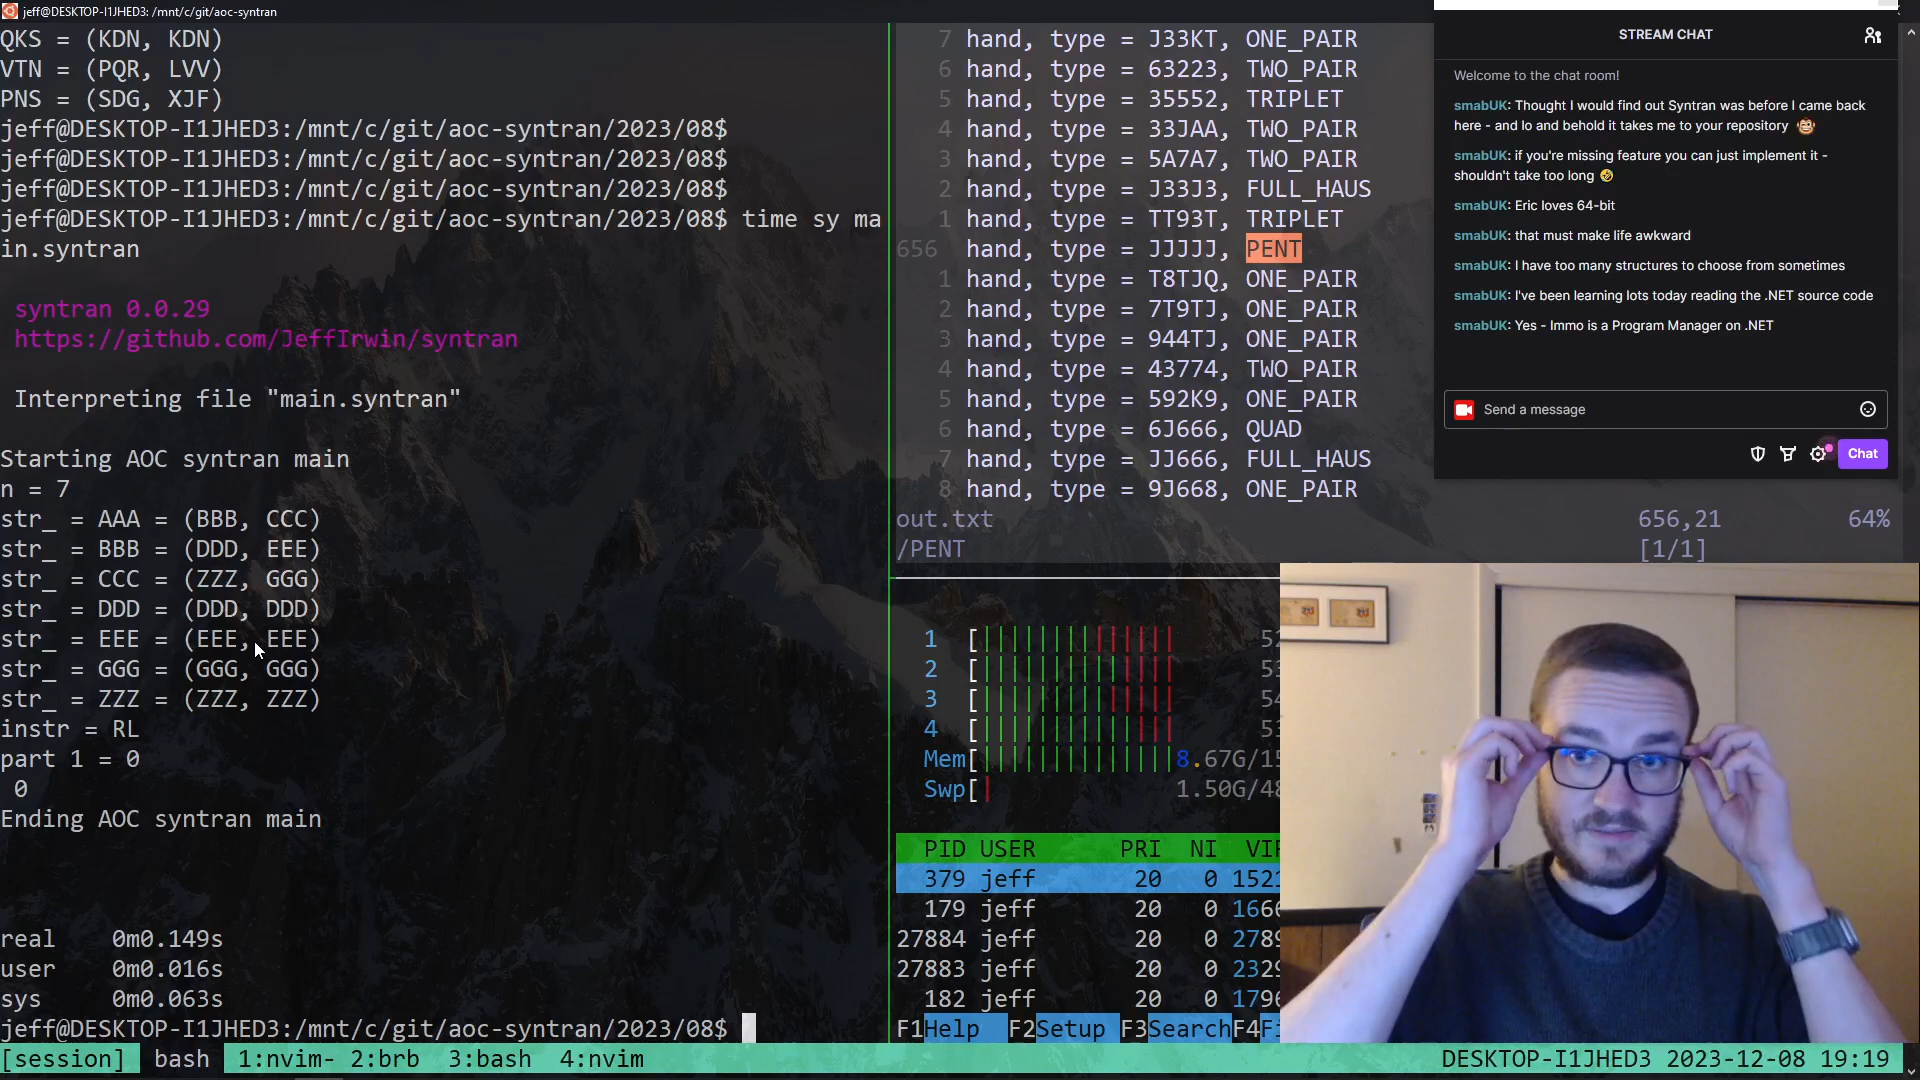 jeff@DESKTOP-I1JHED3: /mnt/c/git/aoc-syntran
QKS = (KDN, KDN)
VTN = (PQR, LVV)
PNS = (SDG, XJF)
jeff@DESKTOP-I1JHED3:/mnt/c/git/aoc-syntran/2023/08$
jeff@DESKTOP-I1JHED3:/mnt/c/git/aoc-syntran/2023/08$
jeff@DESKTOP-I1JHED3:/mnt/c/git/aoc-syntran/2023/08$
jeff@DESKTOP-I1JHED3:/mnt/c/git/aoc-syntran/2023/08$ time sy ma
in.syntran
syntran 0.0.29
https://github.com/JeffIrwin/syntran
Interpreting file "main.syntran"
Starting AOC syntran main
n = 7
str_ = AAA = (BBB, CCC)
str_ = BBB = (DDD, EEE)
str_ = CCC = (ZZZ, GGG)
str_ = DDD = (DDD, DDD)
str_ = EEE = (EEE, EEE)
str_ = GGG = (GGG, GGG)
str_ = ZZZ = (ZZZ, ZZZ)
instr = RL
part 1 = 0
0
Ending AOC syntran main
real 0m0.149s
user 0m0.016s
sys 0m0.063s
jeff@DESKTOP-I1JHED3:/mnt/c/git/aoc-syntran/2023/08$
7 hand, type = J33KT, ONE_PAIR
6 hand, type = 63223, TWO_PAIR
5 hand, type = 35552, TRIPLET
4 hand, type = 33JAA, TWO_PAIR
3 hand, type = 5A7A7, TWO_PAIR
2 hand, type = J33J3, FULL_HAUS
1 hand, type = TT93T, TRIPLET
656 hand, type = JJJJJ, PENT
1 hand, type = T8TJQ, ONE_PAIR
2 hand, type = 7T9TJ, ONE_PAIR
3 hand, type = 944TJ, ONE_PAIR
4 hand, type = 43774, TWO_PAIR
5 hand, type = 592K9, ONE_PAIR
6 hand, type = 6J666, QUAD
7 hand, type = JJ666, FULL_HAUS
8 hand, type = 9J668, ONE_PAIR
out.txt 656,21 64%
/PENT [1/1]
1 [ 52
2 [ 53
3 [ 54
4 [ 53
Mem[ 8.67G/15
Swp[ 1.50G/48
PID USER PRI NI VIR
379 jeff 20 0 1521
179 jeff 20 0 1666
27884 jeff 20 0 2789
27883 jeff 20 0 2329
182 jeff 20 0 1796
F1Help F2Setup F3SearchF4Fi
STREAM CHAT
Welcome to the chat room!
smabUK: Thought I would find out Syntran was before I came back
here - and lo and behold it takes me to your repository
smabUK: if you're missing feature you can just implement it -
shouldn't take too long
smabUK: Eric loves 64-bit
smabUK: that must make life awkward
smabUK: I have too many structures to choose from sometimes
smabUK: I've been learning lots today reading the .NET source code
smabUK: Yes - Immo is a Program Manager on .NET
Send a message
Chat
[session] bash 1:nvim- 2:brb 3:bash 4:nvim DESKTOP-I1JHED3 2023-12-08 19:19